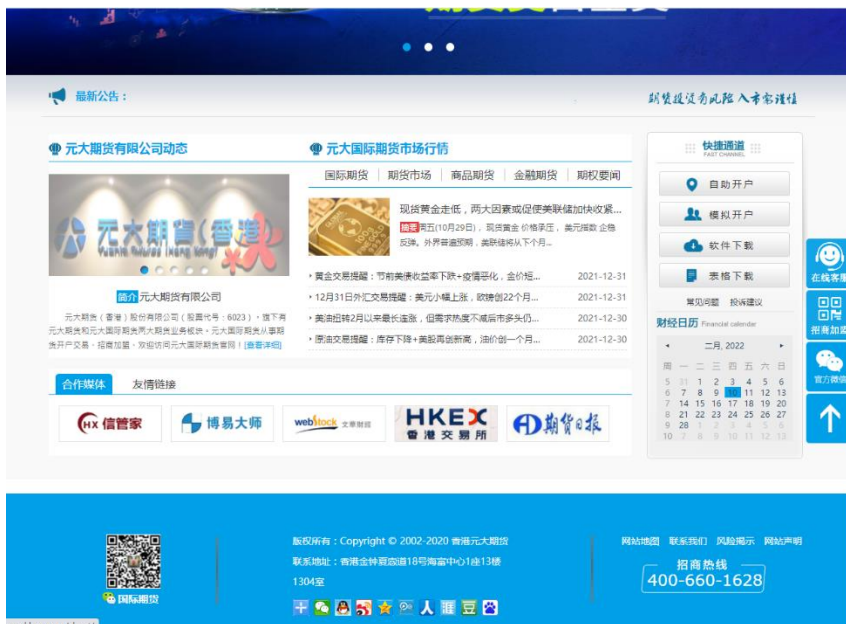 最新公告：
期货投资有风险 入市需谨慎
元大期货有限公司动态
元大期貨(香港)
Yuanta Futures (Hong Kong)
简介 元大期货有限公司
元大期货（香港）股份有限公司（股票代号：6023），旗下有
元大期货和元大国际期货两大期货业务板块。元大国际期货从事期
货开户交易、招商加盟。欢迎访问元大国际期货官网！[查看详细]
元大国际期货市场行情
国际期货 期货市场 商品期货 金融期货 期权要闻
现货黄金走低，两大因素或促使美联储加快收紧...
摘要 周五(10月29日)，现货黄金 价格承压， 美元指数 企稳
反弹。外界普遍预期，美联储将从下个月...
黄金交易提醒：节前美债收益率下跌+疫情恶化，金价短... 2021-12-31
12月31日外汇交易提醒：美元小幅上涨，欧镑创22个月... 2021-12-31
美油扭转2月以来最长连涨，但需求热度不减后市多头仍... 2021-12-30
原油交易提醒：库存下降+美股再创新高，油价创一个月... 2021-12-30
快捷通道
FAST CHANNEL
自助开户
模拟开户
软件下载
表格下载
常见问题 投诉建议
财经日历 Financial calendar
二月, 2022
周 一 二 三 四 五 六 日
5 31 1 2 3 4 5 6
6 7 8 9 10 11 12 13
7 14 15 16 17 18 19 20
8 21 22 23 24 25 26 27
9 28 1 2 3 4 5 6
10 7 8 9 10 11 12 13
在线客服
招商加盟
官方微信
合作媒体 友情链接
HX 信管家
博易大师
webstock 文華财经
HKEX
香港交易所
期货日报
国际期货
版权所有：Copyright © 2002-2020 香港元大期货
联系地址：香港金钟夏悫道18号海富中心1座13楼
1304室
网站地图 联系我们 风险揭示 网站声明
招商热线
400-660-1628